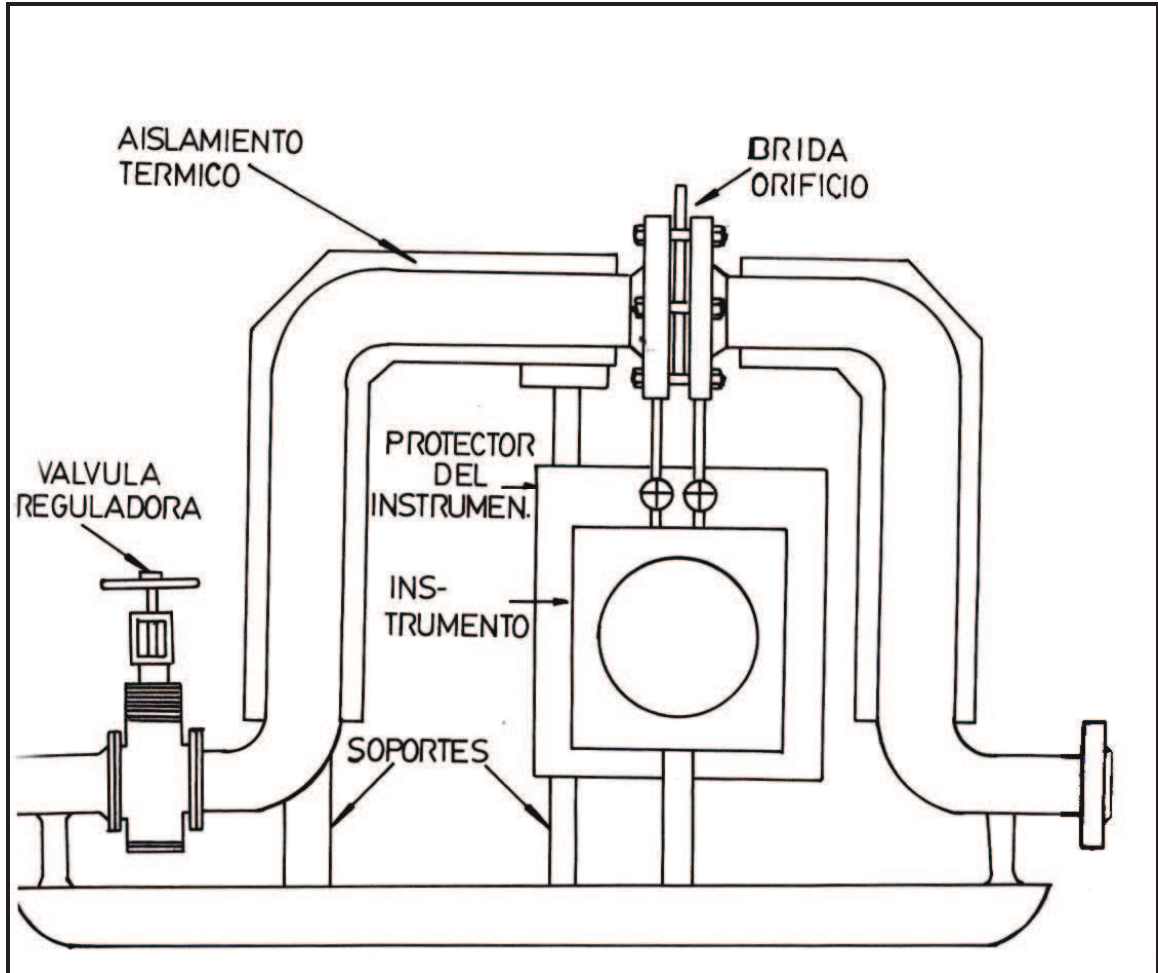 AISLAMIENTO
TERMICO
BRIDA
ORIFICIO
PROTECTOR
DEL
INSTRUMEN.
VALVULA
REGULADORA
INS-
TRUMENTO
SOPORTES